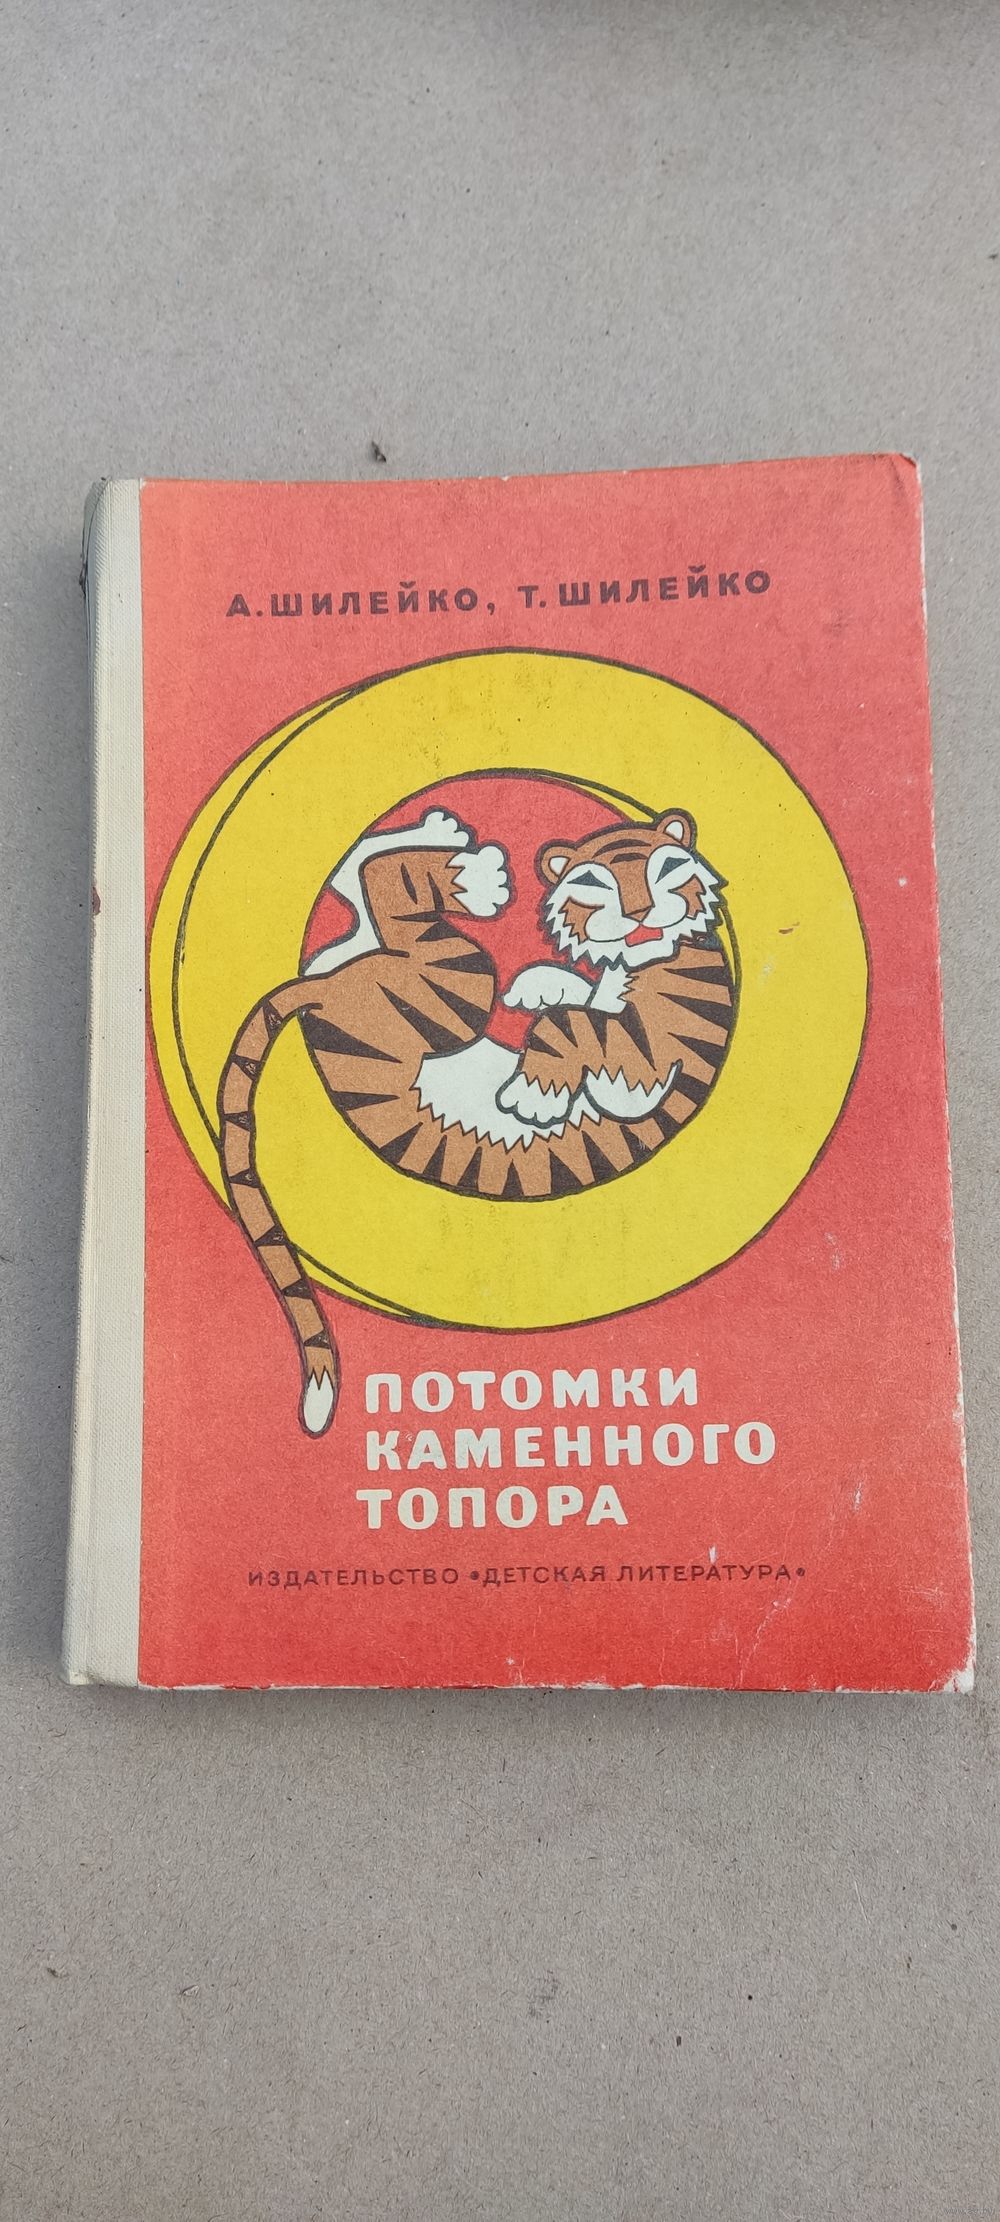 А. ШИЛЕЙКО, Т. ШИЛЕЙКО
ПОТОМКИ
КАМЕННОГО
ТОПОРА
ИЗДАТЕЛЬСТВО «ДЕТСКАЯ ЛИТЕРАТУРА»